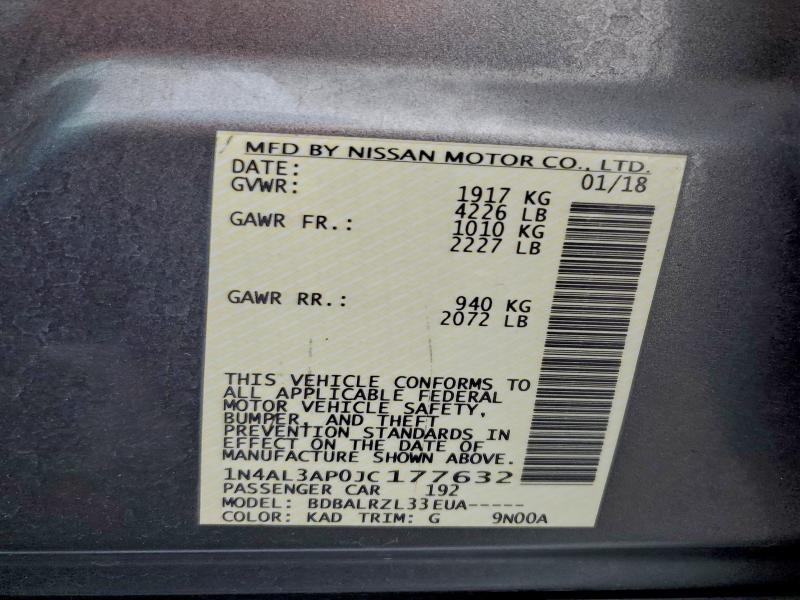 MFD BY NISSAN MOTOR CO., LTD.
DATE: 01/18
GVWR: 1917 KG
4226 LB
GAWR FR.: 1010 KG
2227 LB
GAWR RR.: 940 KG
2072 LB
THIS VEHICLE CONFORMS TO
ALL APPLICABLE FEDERAL
MOTOR VEHICLE SAFETY,
BUMPER, AND THEFT
PREVENTION STANDARDS IN
EFFECT ON THE DATE OF
MANUFACTURE SHOWN ABOVE.
1N4AL3AP0JC177632
PASSENGER CAR 192
MODEL: BDBALRZL33EUA-----
COLOR: KAD TRIM: G 9N00A